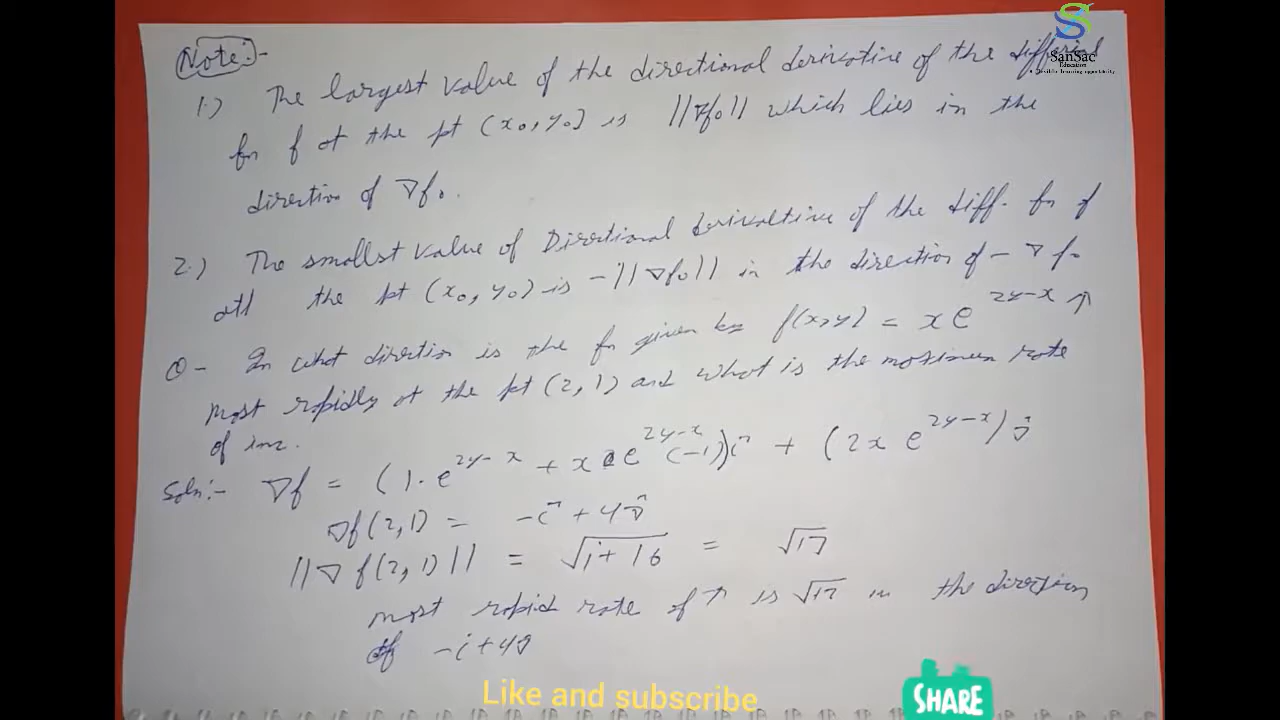 Note:-
1.) The largest value of the directional derivative of the
fn f at the pt (x₀, y₀) is ||∇f₀|| which lies in the
direction of ∇f₀.
2.) The smallest value of Directional derivative of the diff. fn f
at the pt (x₀, y₀) is -||∇f₀|| in the direction of - ∇f₀
Q- In what direction is the fn given by f(x,y) = x e^{2y-x} ↑
most rapidly at the pt (2,1) and what is the maximum rate
of inc.
Soln:- ∇f = (1. e^{2y-x} + x e^{2y-x} (-1)) î + (2x e^{2y-x}) ĵ
∇f(2,1) = -î + 4ĵ
||∇f(2,1)|| = √1+16 = √17
most rapid rate of ↑ is √17 in the direction
of -i+4j
SanSac
Education
Like and subscribe
SHARE